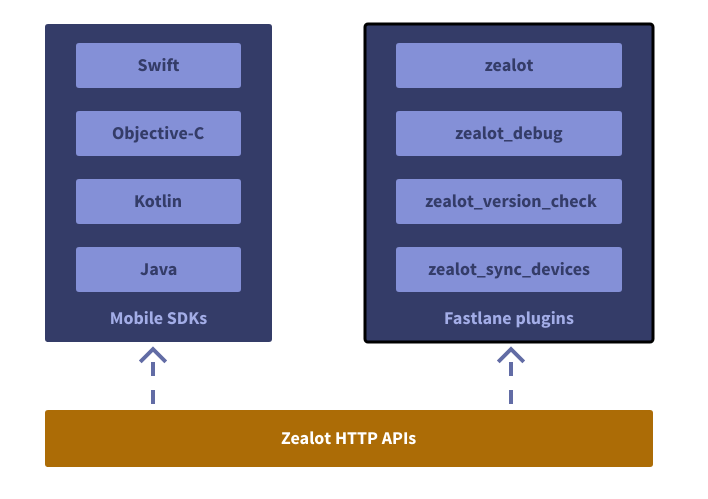 Swift
Objective-C
Kotlin
Java
Mobile SDKs
zealot
zealot_debug
zealot_version_check
zealot_sync_devices
Fastlane plugins
Zealot HTTP APIs